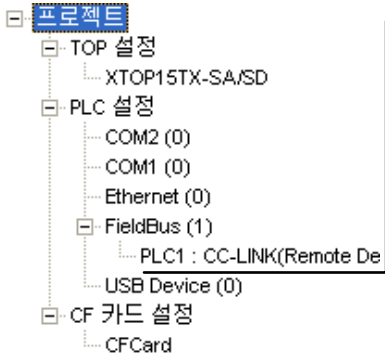 프로젝트
TOP 설정
XTOP15TX-SA/SD
PLC 설정
COM2 (0)
COM1 (0)
Ethernet (0)
FieldBus (1)
PLC1 : CC-LINK(Remote De
USB Device (0)
CF 카드 설정
CFCard